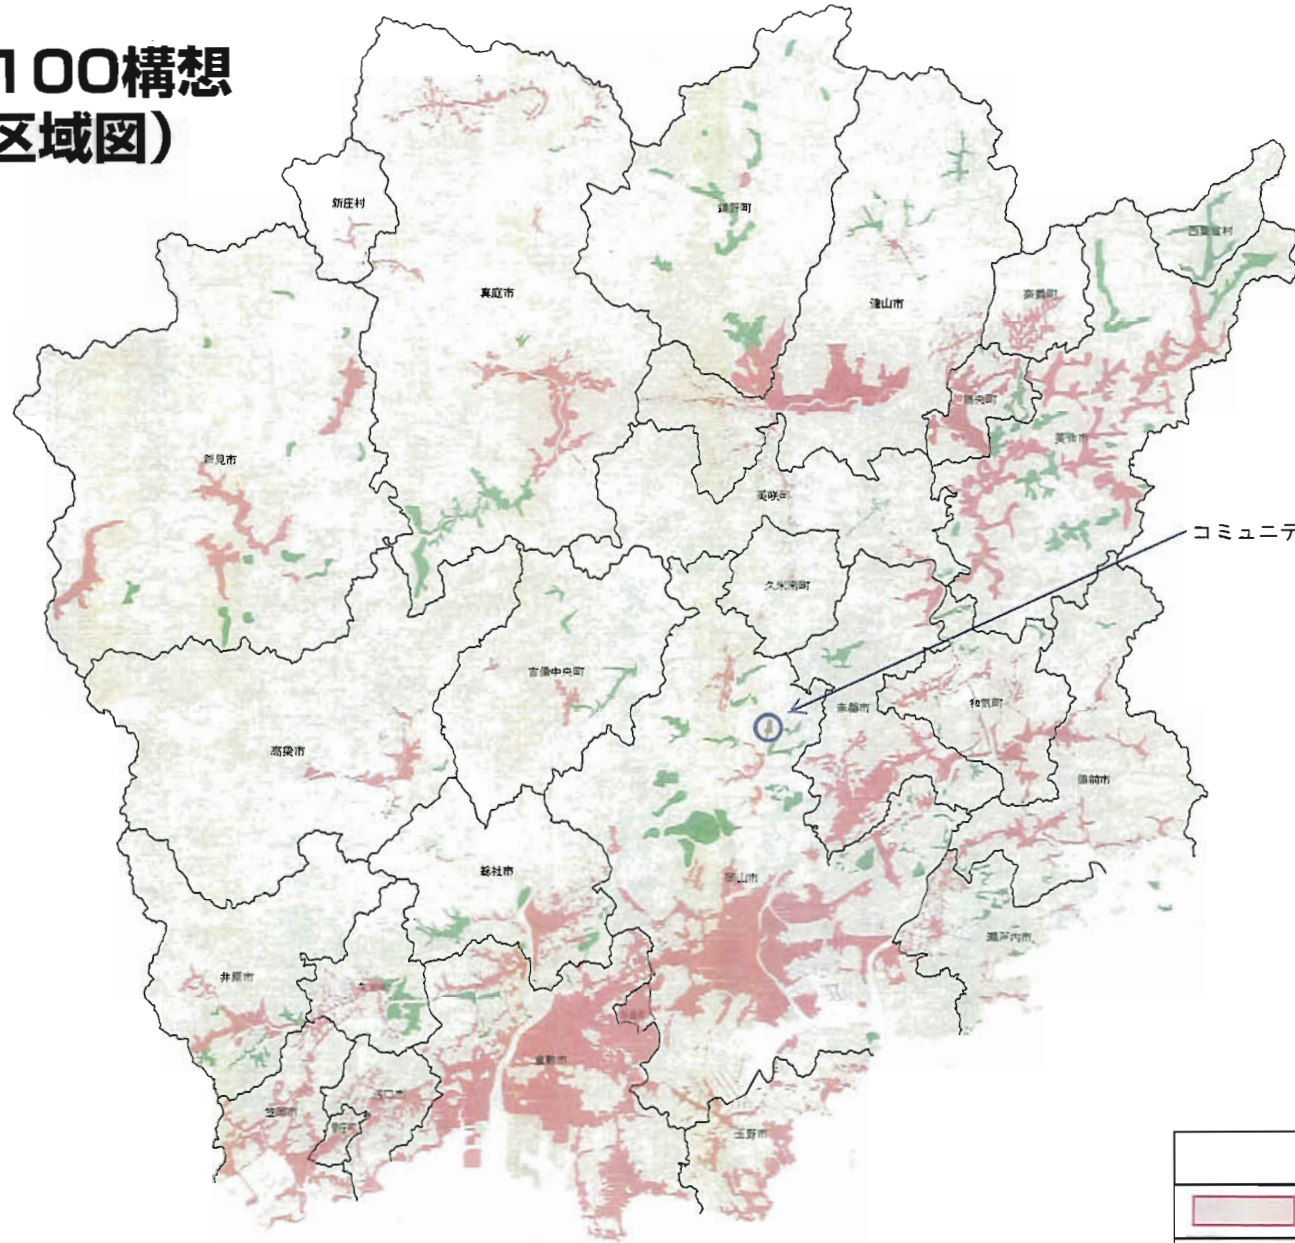 100構想
区域図）
新庄村
鏡野町
西粟倉村
真庭市
奈義町
津山市
勝央町
美作市
新見市
美咲町
コミュニテ
久米南町
吉備中央町
赤磐市
和気町
高梁市
備前市
総社市
岡山市
瀬戸内市
井原市
倉敷市
浅口市
笠岡市
玉野市